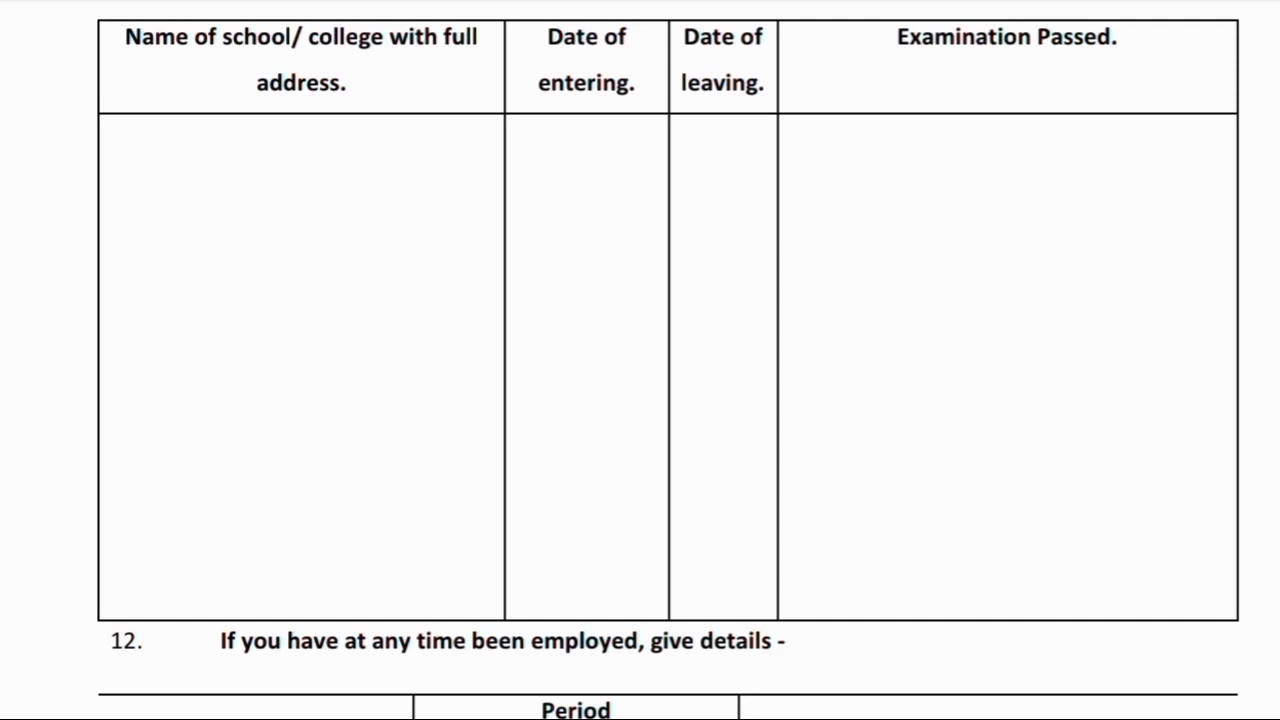 Name of school/ college with full
address.
Date of
entering.
Date of
leaving.
Examination Passed.
12. If you have at any time been employed, give details -
Period